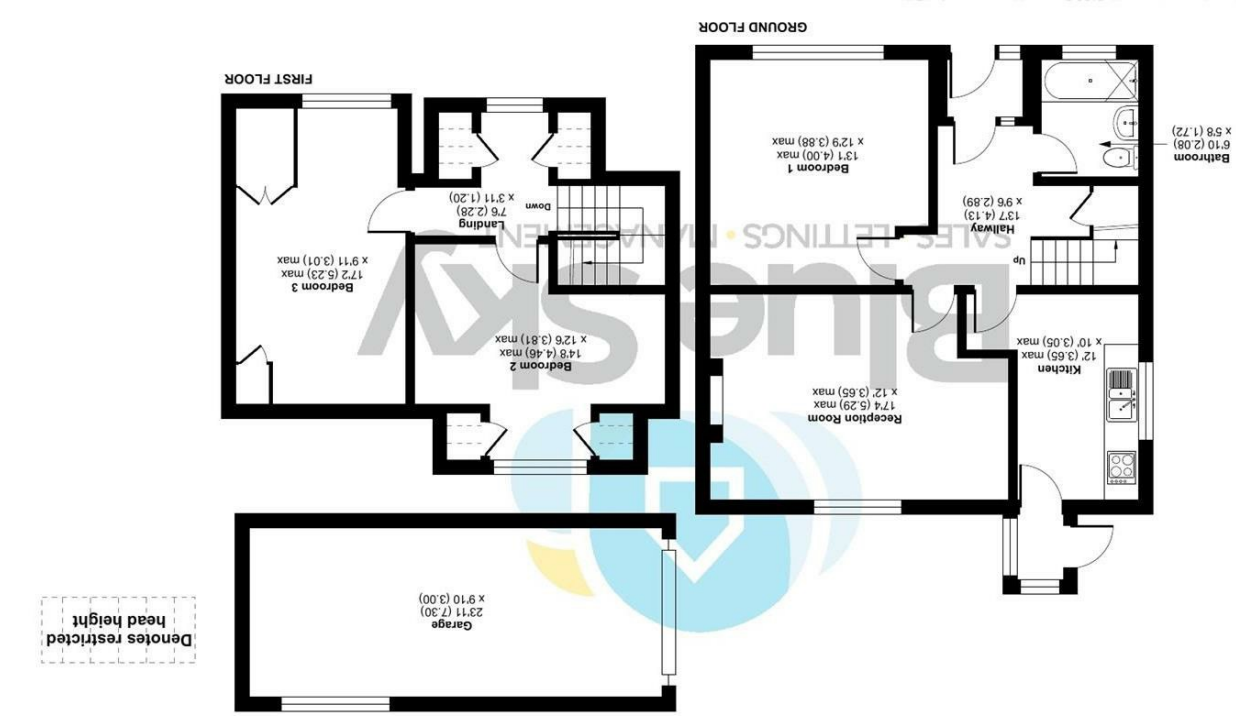 Denotes restricted
head height
Garage
23'11 (7.30)
x 9'10 (3.00)
Reception Room
17'4 (5.29) max
x 12' (3.65) max
Kitchen
12' (3.65) max
x 10' (3.05) max
Bedroom 2
14'8 (4.46) max
x 12'6 (3.81) max
Bedroom 3
17'2 (5.23) max
x 9'11 (3.01) max
Blue Sky
SALES • LETTINGS • MANAGEMENT
Up
Hallway
13'7 (4.13)
x 9'6 (2.89)
Landing
7'6 (2.28)
x 3'11 (1.20)
Down
Bathroom
6'10 (2.08)
x 5'8 (1.72)
Bedroom 1
13'1 (4.00) max
x 12'9 (3.88) max
FIRST FLOOR
GROUND FLOOR